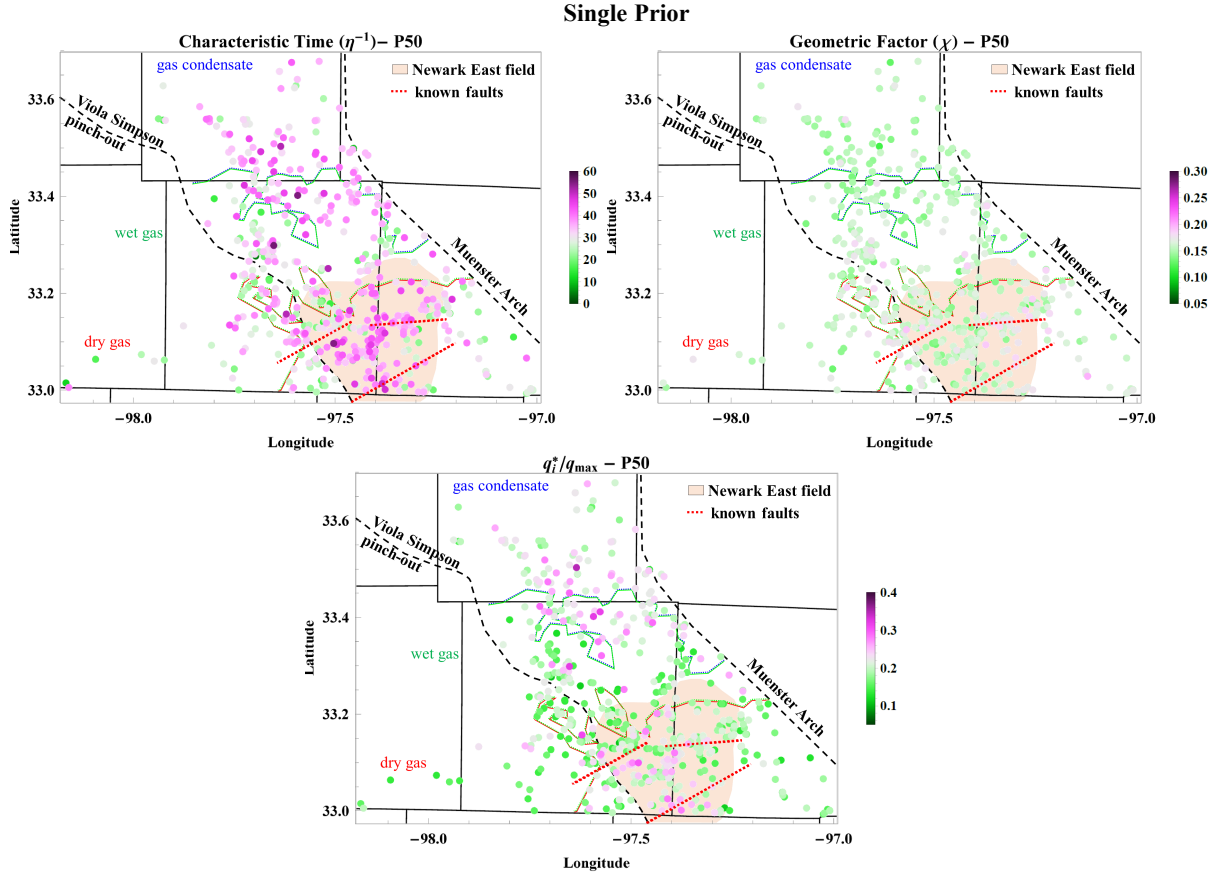 Single Prior
Characteristic Time (η⁻¹)– P50
gas condensate
Newark East field
known faults
Viola Simpson
pinch-out
wet gas
dry gas
Muenster Arch
33.6
33.4
33.2
33.0
Latitude
−98.0
−97.5
−97.0
Longitude
60
50
40
30
20
10
0
Geometric Factor (χ) – P50
gas condensate
Newark East field
known faults
Viola Simpson
pinch-out
wet gas
dry gas
Muenster Arch
33.6
33.4
33.2
33.0
Latitude
−98.0
−97.5
−97.0
Longitude
0.30
0.25
0.20
0.15
0.10
0.05
qᵢ*/qmax – P50
gas condensate
Newark East field
known faults
Viola Simpson
pinch-out
wet gas
dry gas
Muenster Arch
33.6
33.4
33.2
33.0
Latitude
−98.0
−97.5
−97.0
Longitude
0.4
0.3
0.2
0.1